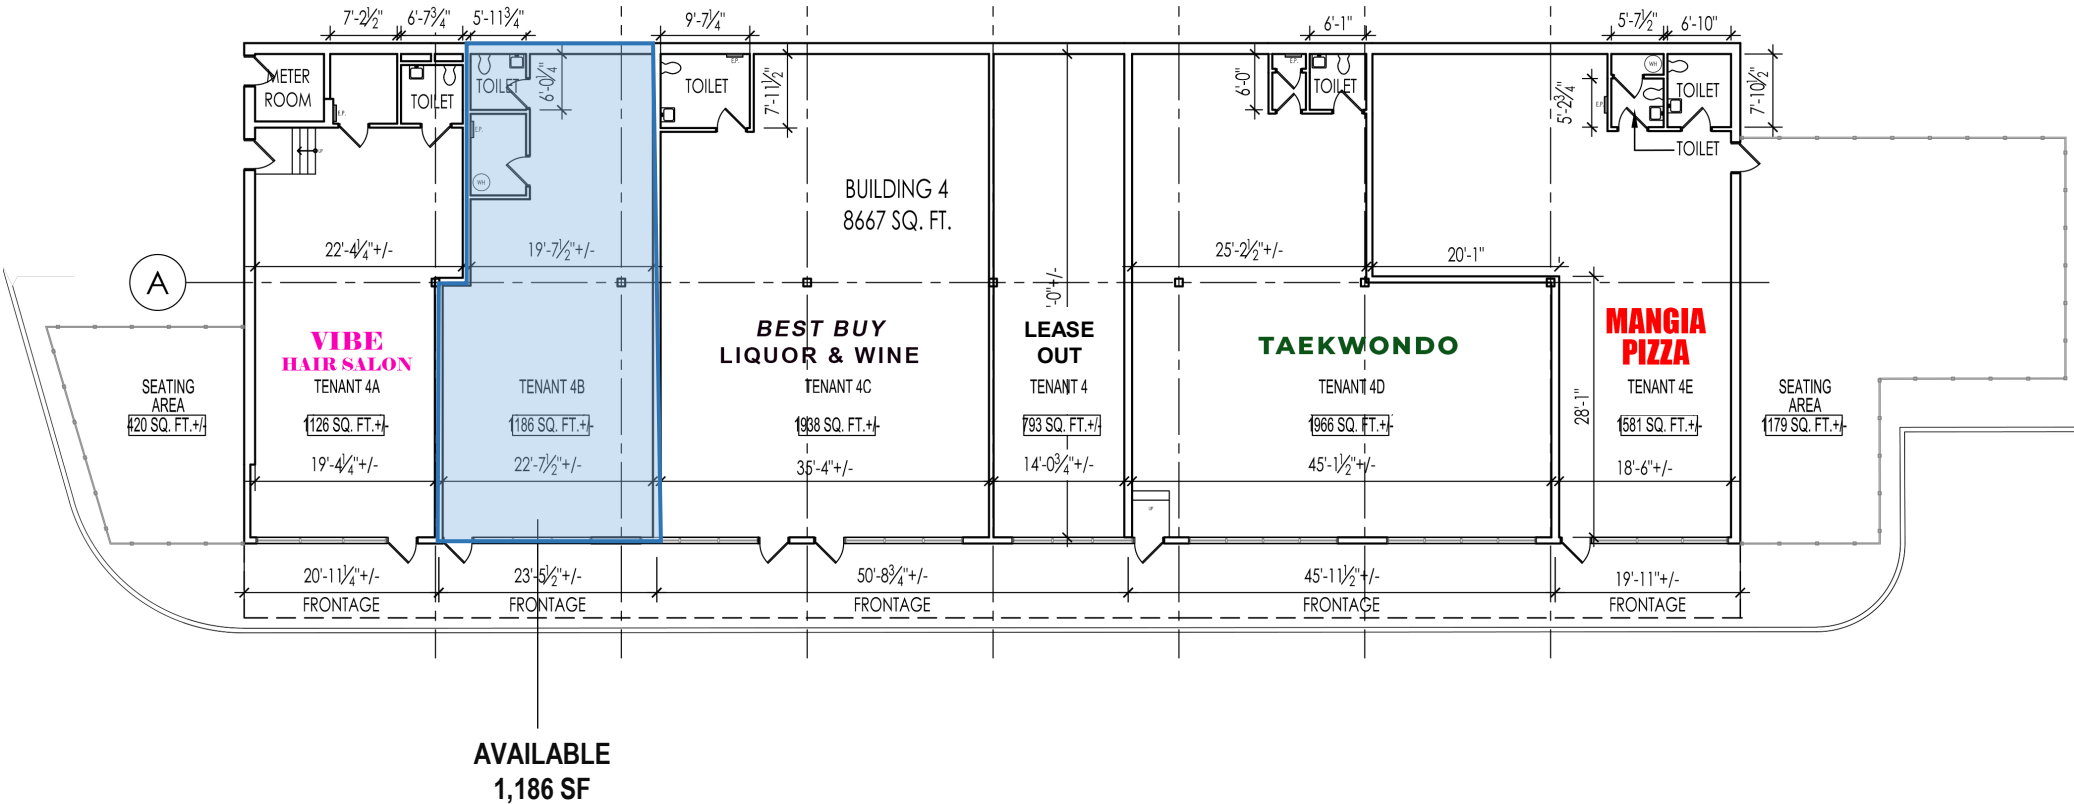 7'-2½" 6'-7¾" 5'-11¾" 9'-7¼" 6'-1" 5'-7½" 6'-10"
METER
ROOM
E.P.
TOILET
TOILET
6'-0¼"
E.P.
WH
TOILET
E.P.
7'-11½"
6'-0"
E.P.
TOILET
5'-2¾"
E.P.
WH
TOILET
7'-10½"
TOILET
UP
BUILDING 4
8667 SQ. FT.
22'-4¼"+/- 19'-7½"+/- 25'-2½"+/- 20'-1"
A
'-0"+/-
VIBE
HAIR SALON
TENANT 4A
1126 SQ. FT.+/-
19'-4¼"+/-
SEATING
AREA
420 SQ. FT.+/-
TENANT 4B
1186 SQ. FT.+/-
22'-7½"+/-
BEST BUY
LIQUOR & WINE
TENANT 4C
1938 SQ. FT.+/-
35'-4"+/-
LEASE
OUT
TENANT 4
793 SQ. FT.+/-
14'-0¾"+/-
TAEKWONDO
TENANT 4D
1966 SQ. FT.+/-
45'-1½"+/-
UP
28'-1"
MANGIA
PIZZA
TENANT 4E
1581 SQ. FT.+/-
18'-6"+/-
SEATING
AREA
1179 SQ. FT.+/-
20'-11¼"+/- 23'-5½"+/- 50'-8¾"+/- 45'-11½"+/- 19'-11"+/-
FRONTAGE FRONTAGE FRONTAGE FRONTAGE FRONTAGE
AVAILABLE
1,186 SF